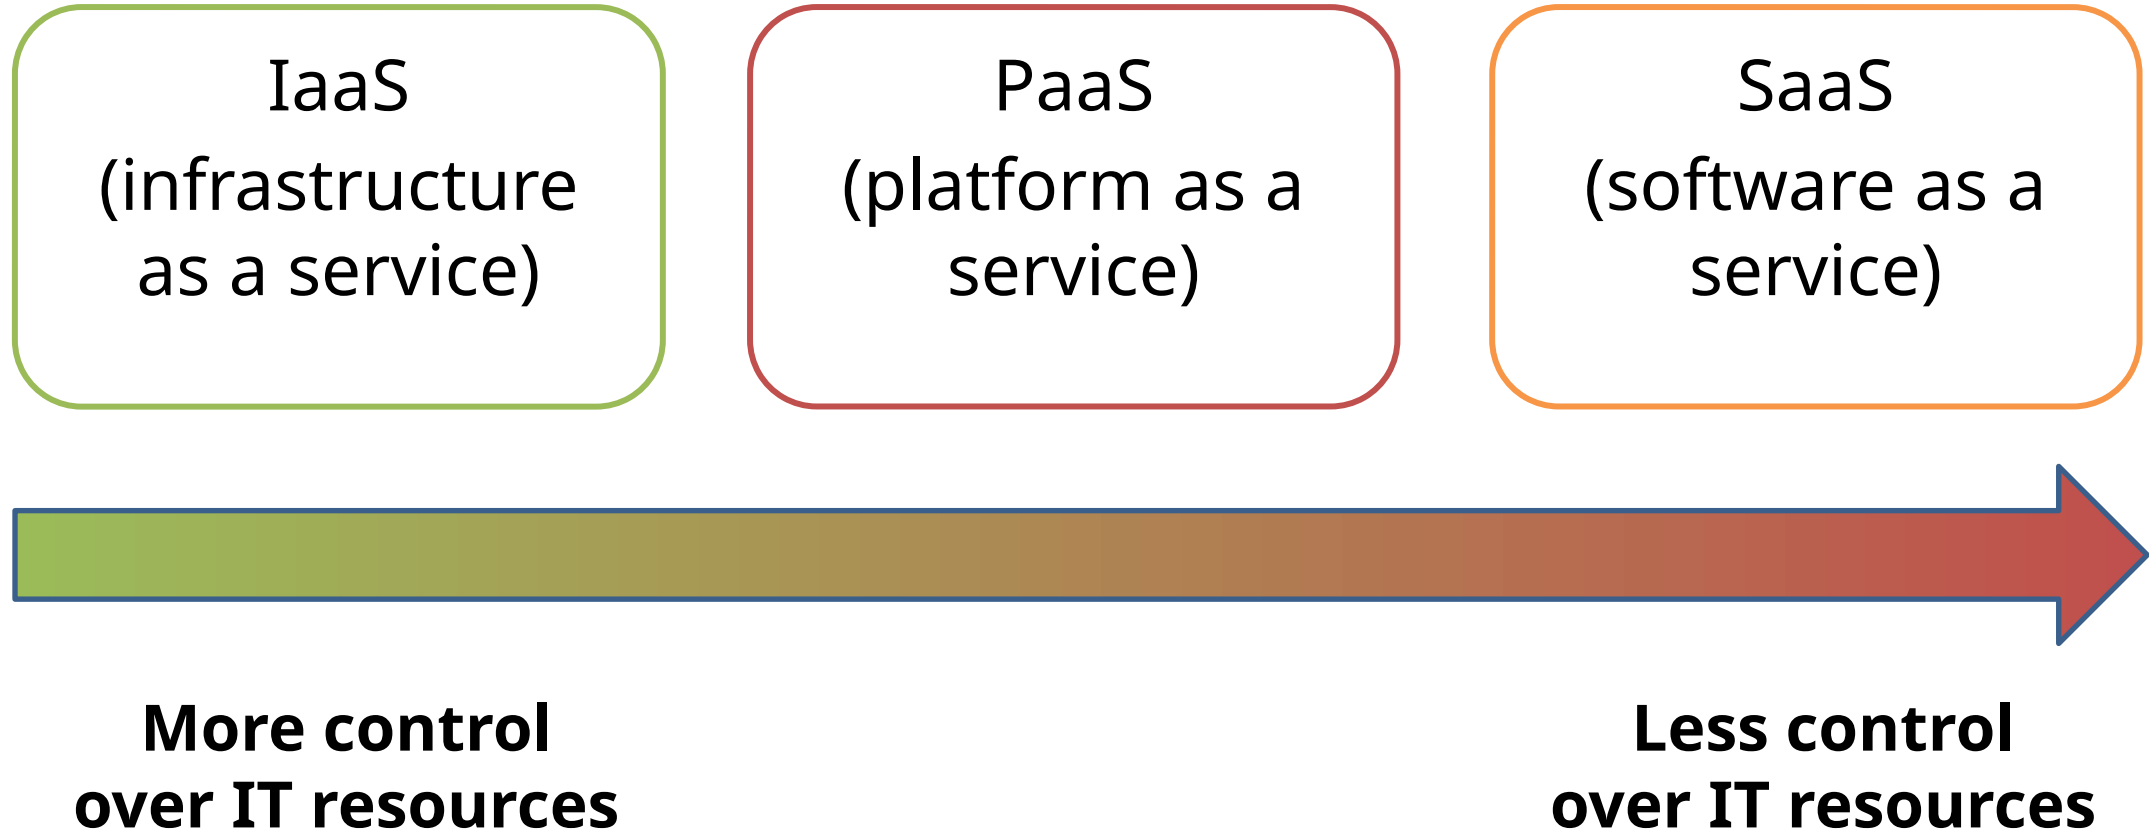 IaaS
(infrastructure
as a service)
PaaS
(platform as a
service)
SaaS
(software as a
service)
More control
over IT resources
Less control
over IT resources